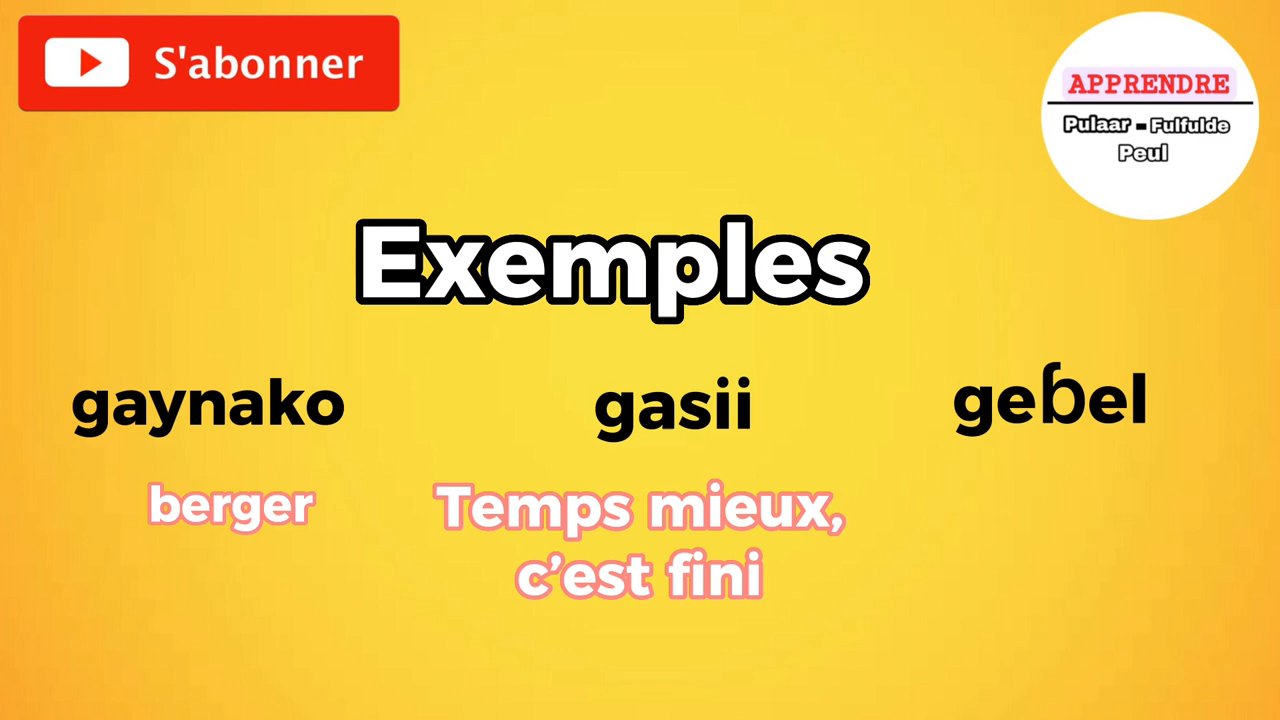 S'abonner
APPRENDRE
Pulaar - Fulfulde
Peul
Exemples
gaynako gasii geɓel
berger Temps mieux,
c’est fini